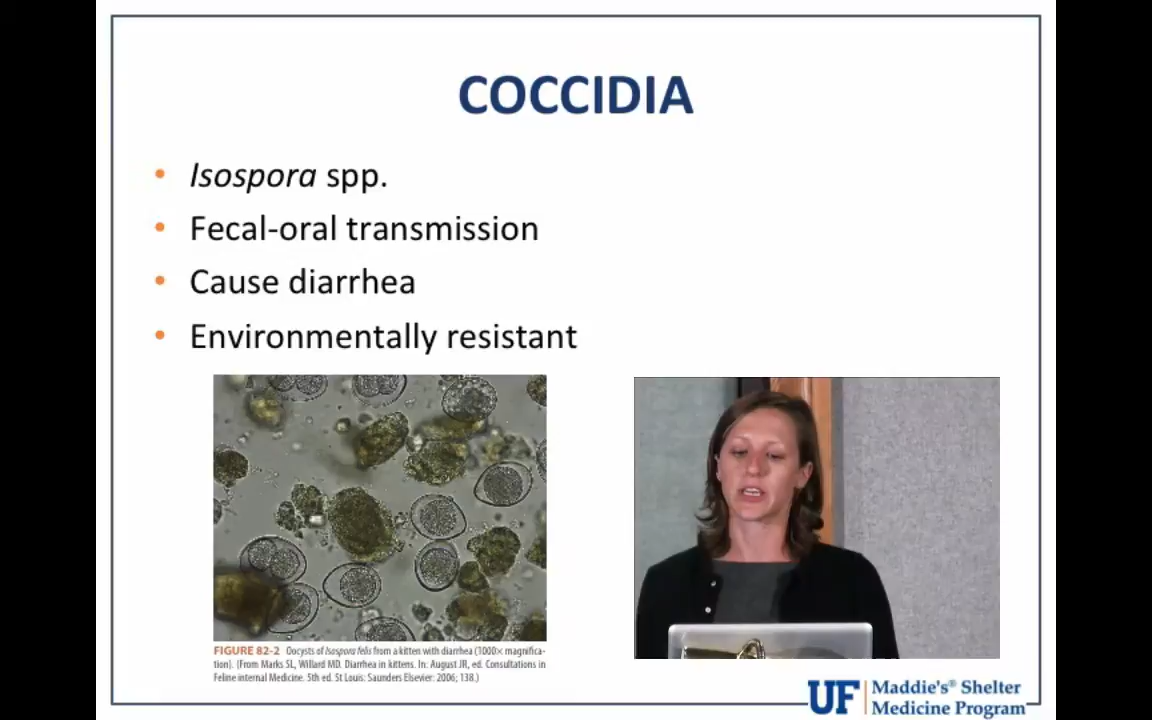 COCCIDIA
• Isospora spp.
• Fecal-oral transmission
• Cause diarrhea
• Environmentally resistant
FIGURE 82-2 Oocysts of Isospora felis from a kitten with diarrhea (1000× magnifica-
tion). (From Marks SL, Willard MD. Diarrhea in kittens. In: August JR, ed. Consultations in
Feline internal Medicine. 5th ed. St Louis: Saunders Elsevier: 2006; 138.)
UF Maddie's® Shelter
Medicine Program